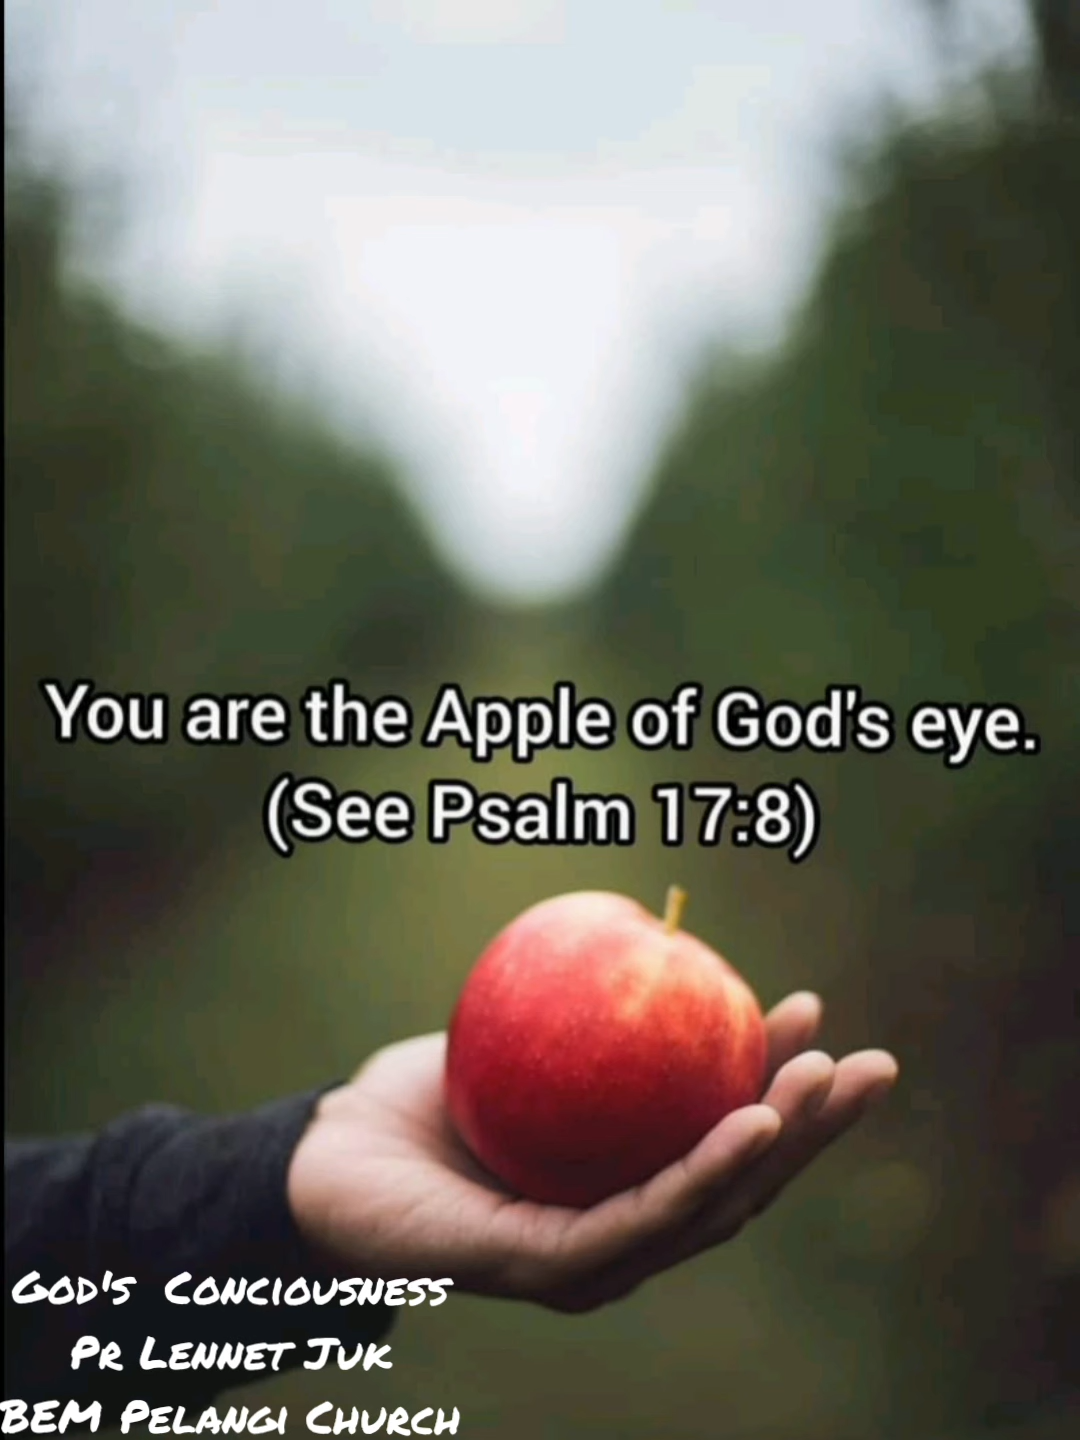 You are the Apple of God's eye.
(See Psalm 17:8)
God's Conciousness
Pr Lennet Juk
BEM Pelangi Church